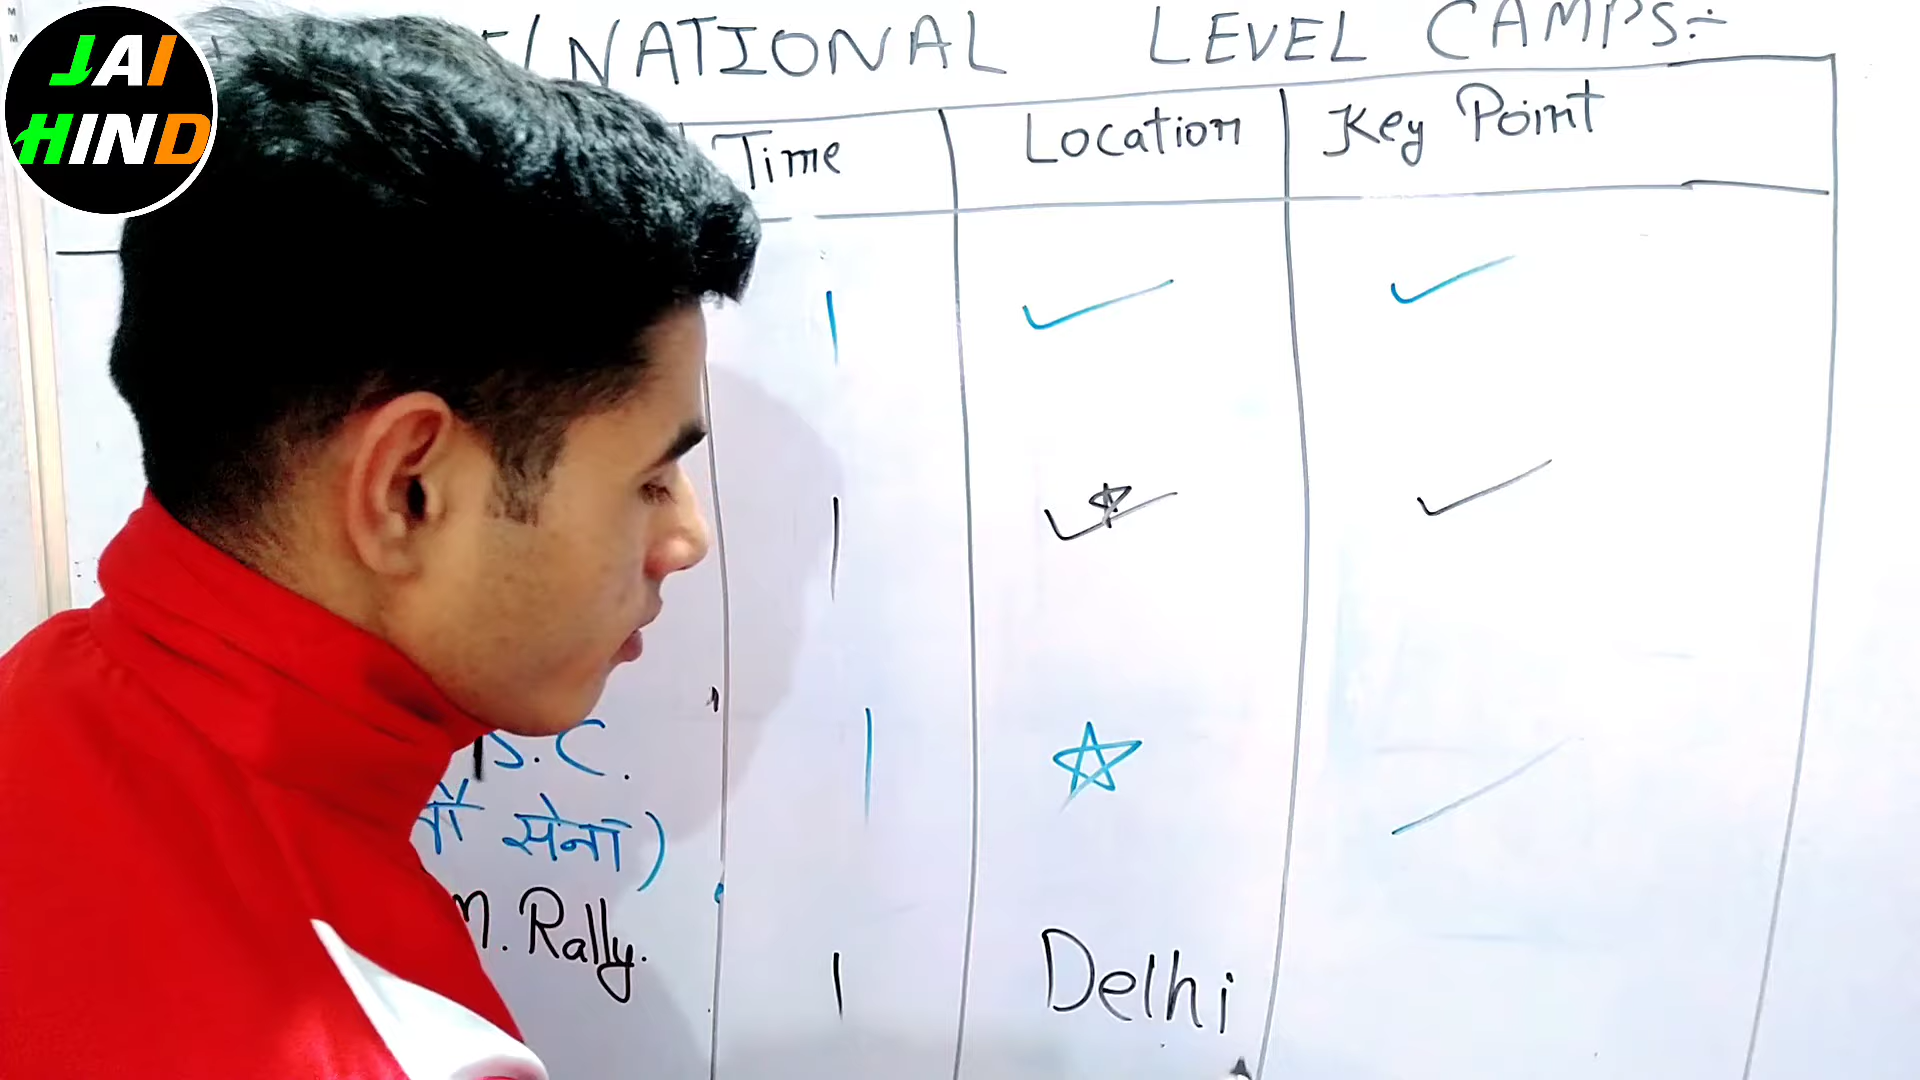 JAI
HIND
/NATIONAL LEVEL CAMPS:-
Time Location Key Point
1
1
S.C. 1
सेना)
M. Rally. 1 Delhi